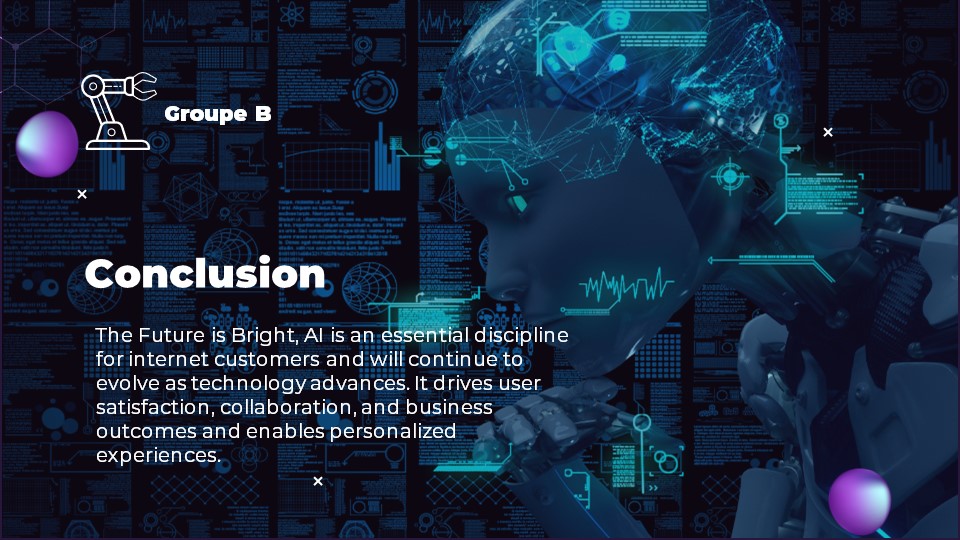 Groupe B
Conclusion
The Future is Bright, AI is an essential discipline
for internet customers and will continue to
evolve as technology advances. It drives user
satisfaction, collaboration, and business
outcomes and enables personalized
experiences.